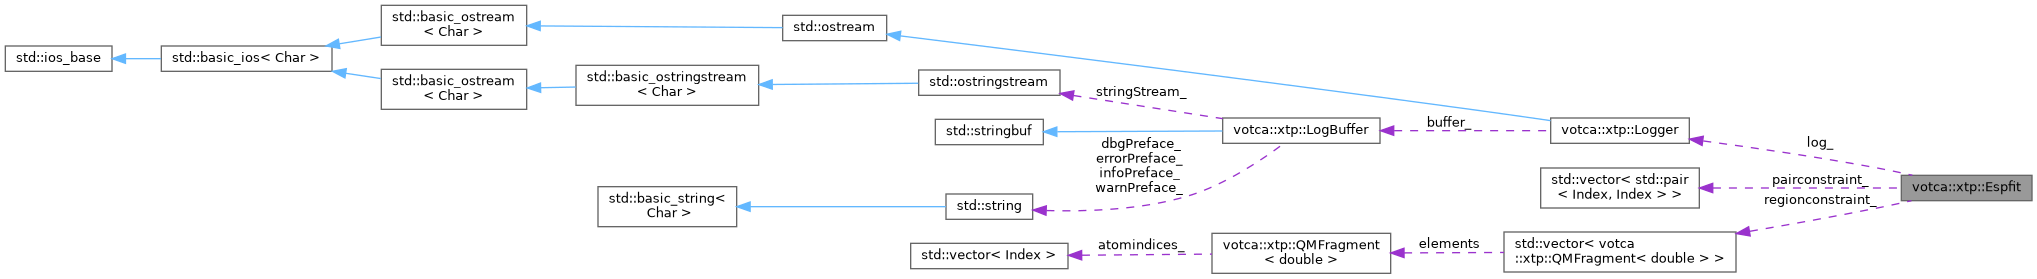 std::basic_ostream
< Char >
std::ostream
std::ios_base
std::basic_ios< Char >
std::basic_ostream
< Char >
std::basic_ostringstream
< Char >
std::ostringstream
stringStream_
std::stringbuf
votca::xtp::LogBuffer
buffer_
votca::xtp::Logger
log_
dbgPreface_
errorPreface_
infoPreface_
warnPreface_
std::vector< std::pair
< Index, Index > >
pairconstraint_
votca::xtp::Espfit
regionconstraint_
std::basic_string<
Char >
std::string
std::vector< Index >
atomindices_
votca::xtp::QMFragment
< double >
elements
std::vector< votca
::xtp::QMFragment< double > >